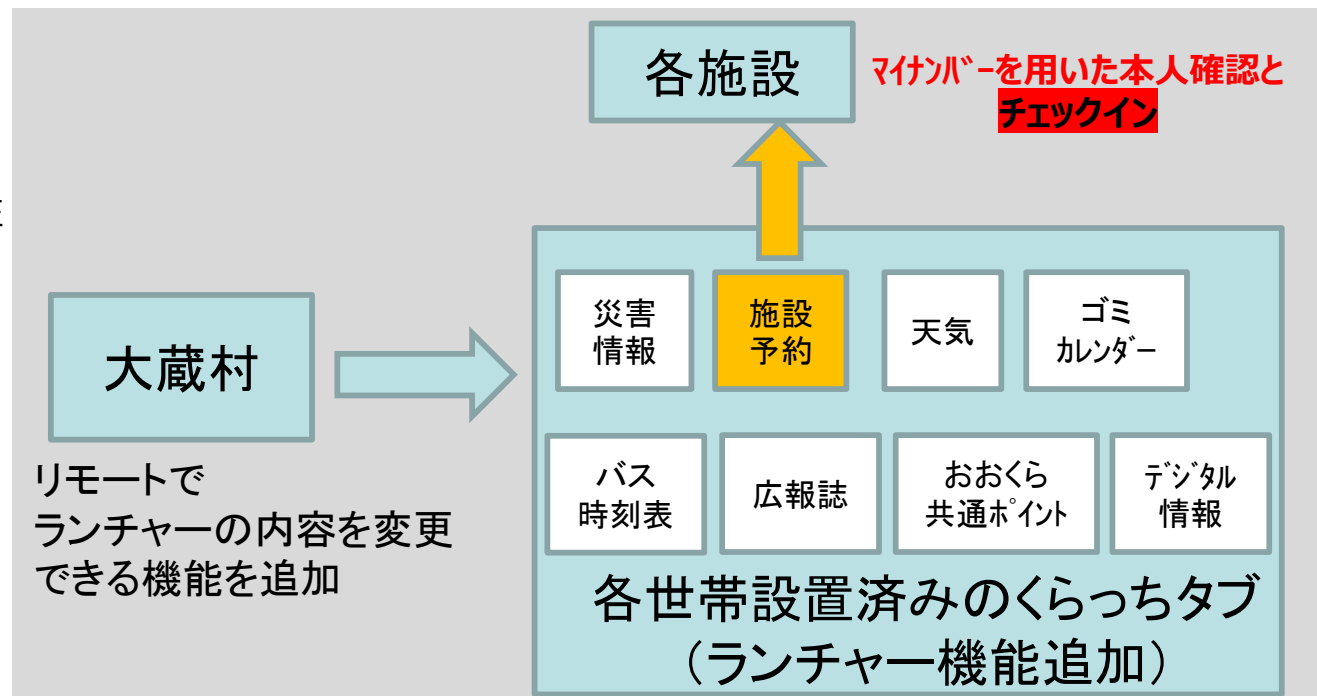 各施設
ﾏｲﾅﾝﾊﾞｰを用いた本人確認と
チェックイン
大蔵村
リモートで
ランチャーの内容を変更
できる機能を追加
災害
情報
施設
予約
天気
ゴミ
ｶﾚﾝﾀﾞｰ
バス
時刻表
広報誌
おおくら
共通ﾎﾟｲﾝﾄ
ﾃﾞｼﾞﾀﾙ
情報
各世帯設置済みのくらっちタブ
（ランチャー機能追加）